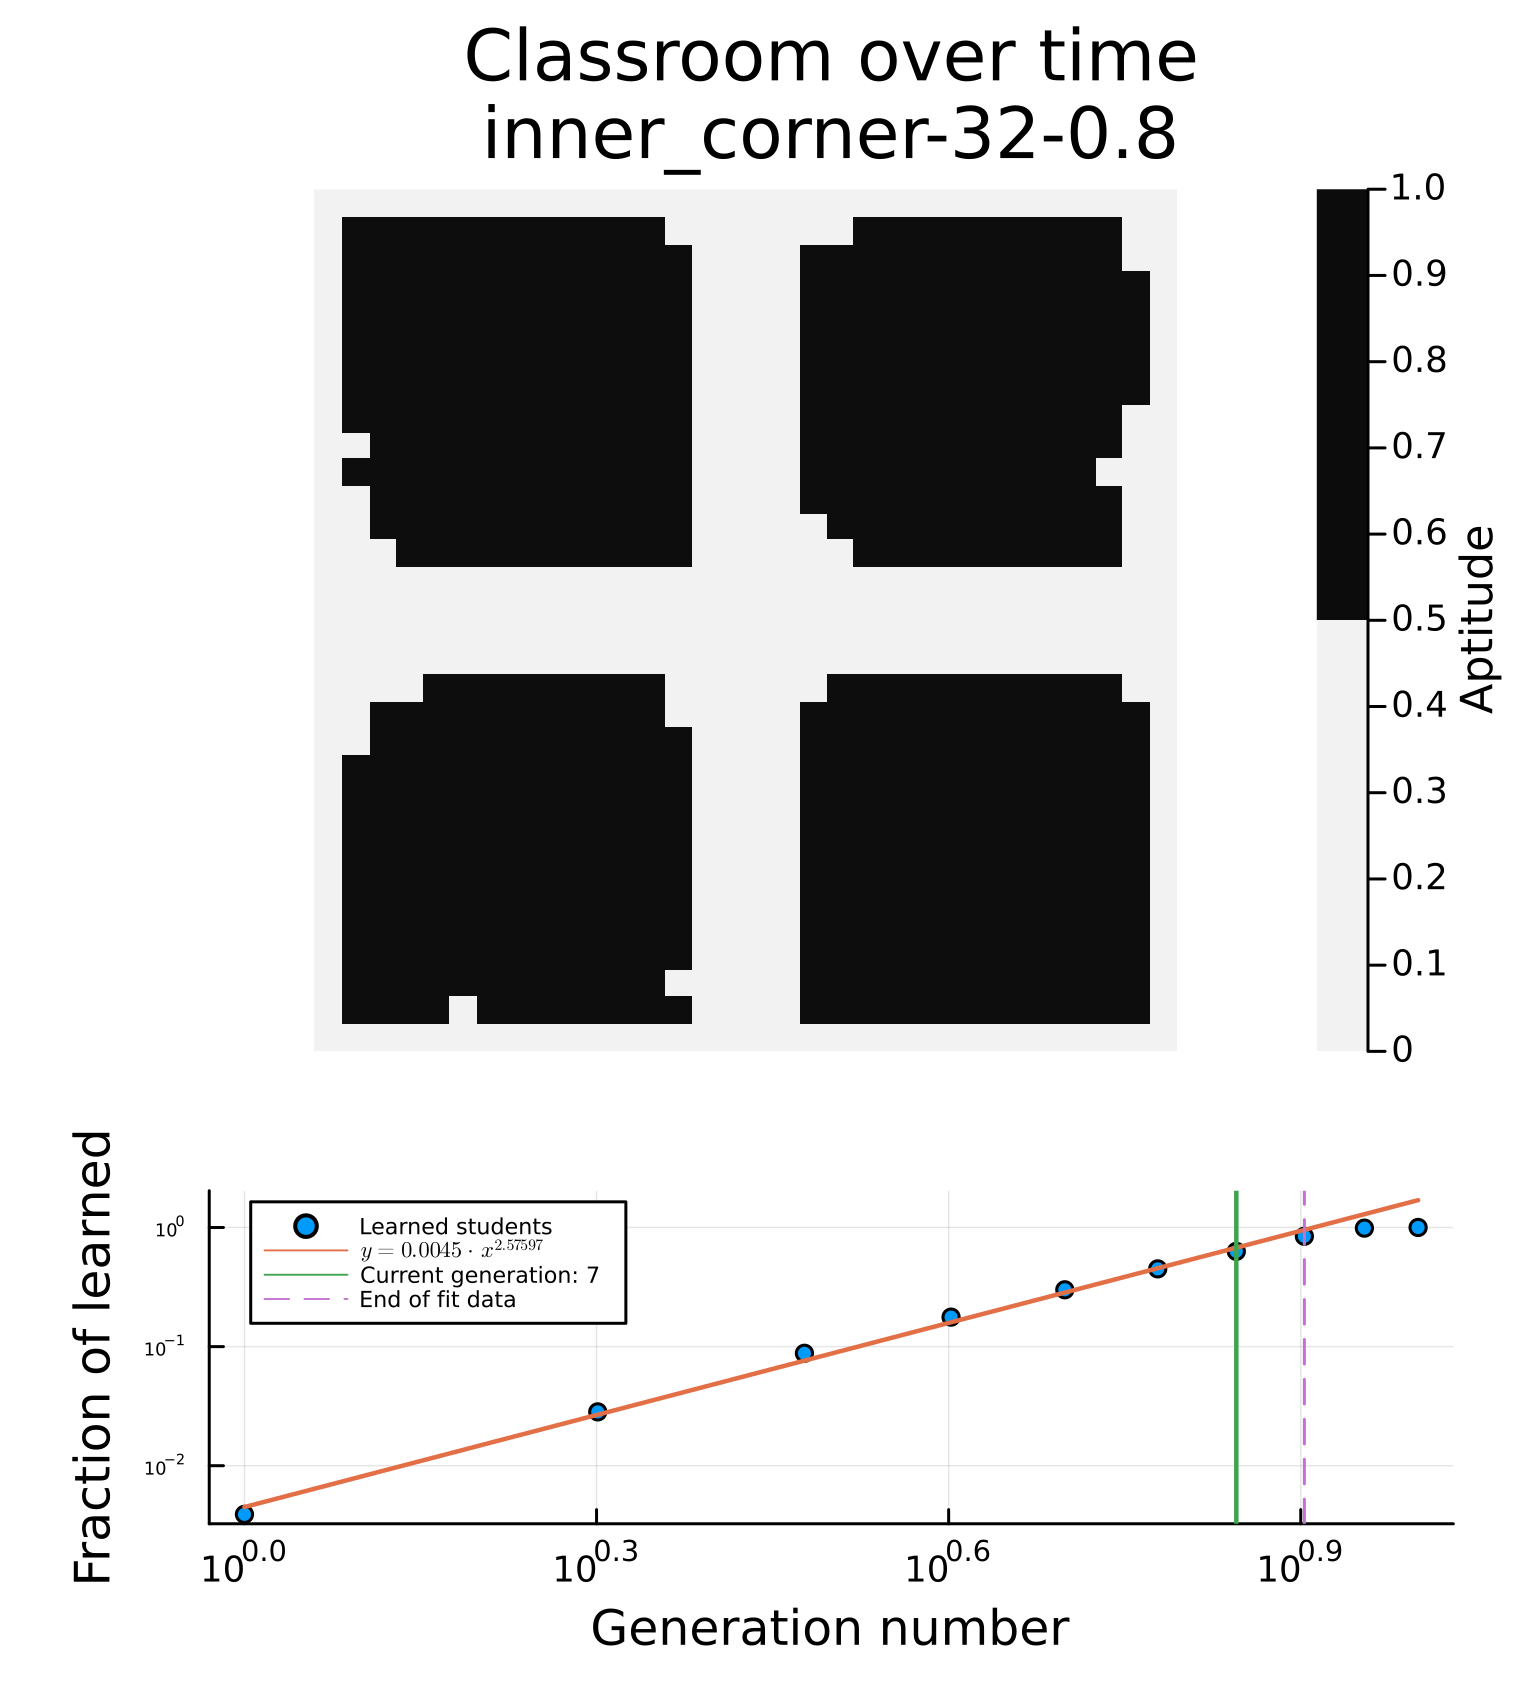 Classroom over time
inner_corner-32-0.8
1.0
0.9
0.8
0.7
0.6
0.5
0.4
0.3
0.2
0.1
0
Aptitude
Fraction of learned
10^0
10^−1
10^−2
Learned students
y = 0.0045 · x^2.57597
Current generation: 7
End of fit data
10^0.0
10^0.3
10^0.6
10^0.9
Generation number